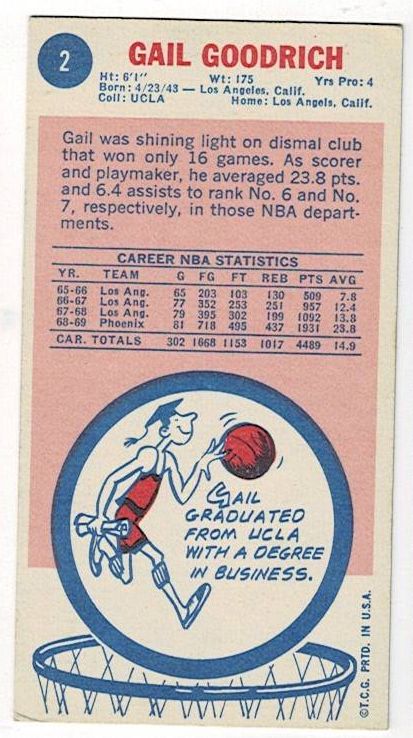 2
GAIL GOODRICH
Ht: 6'1" Wt: 175 Yrs Pro: 4
Born: 4/23/43 — Los Angeles, Calif.
Coll: UCLA Home: Los Angels, Calif.
Gail was shining light on dismal club
that won only 16 games. As scorer
and playmaker, he averaged 23.8 pts.
and 6.4 assists to rank No. 6 and No.
7, respectively, in those NBA depart-
ments.
CAREER NBA STATISTICS
YR. TEAM G FG FT REB PTS AVG
65-66 Los Ang. 65 203 103 130 509 7.8
66-67 Los Ang. 77 352 253 251 957 12.4
67-68 Los Ang. 79 395 302 199 1092 13.8
68-69 Phoenix 81 718 495 437 1931 23.8
CAR. TOTALS 302 1668 1153 1017 4489 14.9
GAIL
GRADUATED
FROM UCLA
WITH A DEGREE
IN BUSINESS.
©T.C.G. PRTD. IN U.S.A.